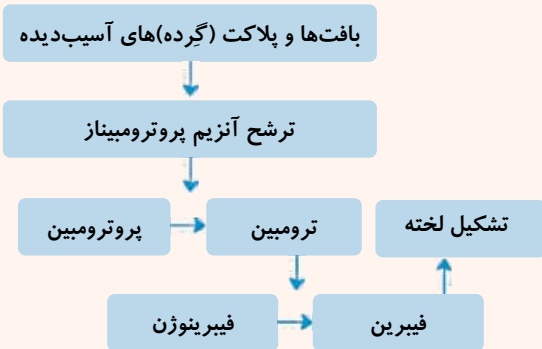 بافت‌ها و پلاکت (گِرده)های آسیب‌دیده
ترشح آنزیم پروترومبیناز
تشکیل لخته
ترومبین
پروترومبین
فیبرین
فیبرینوژن